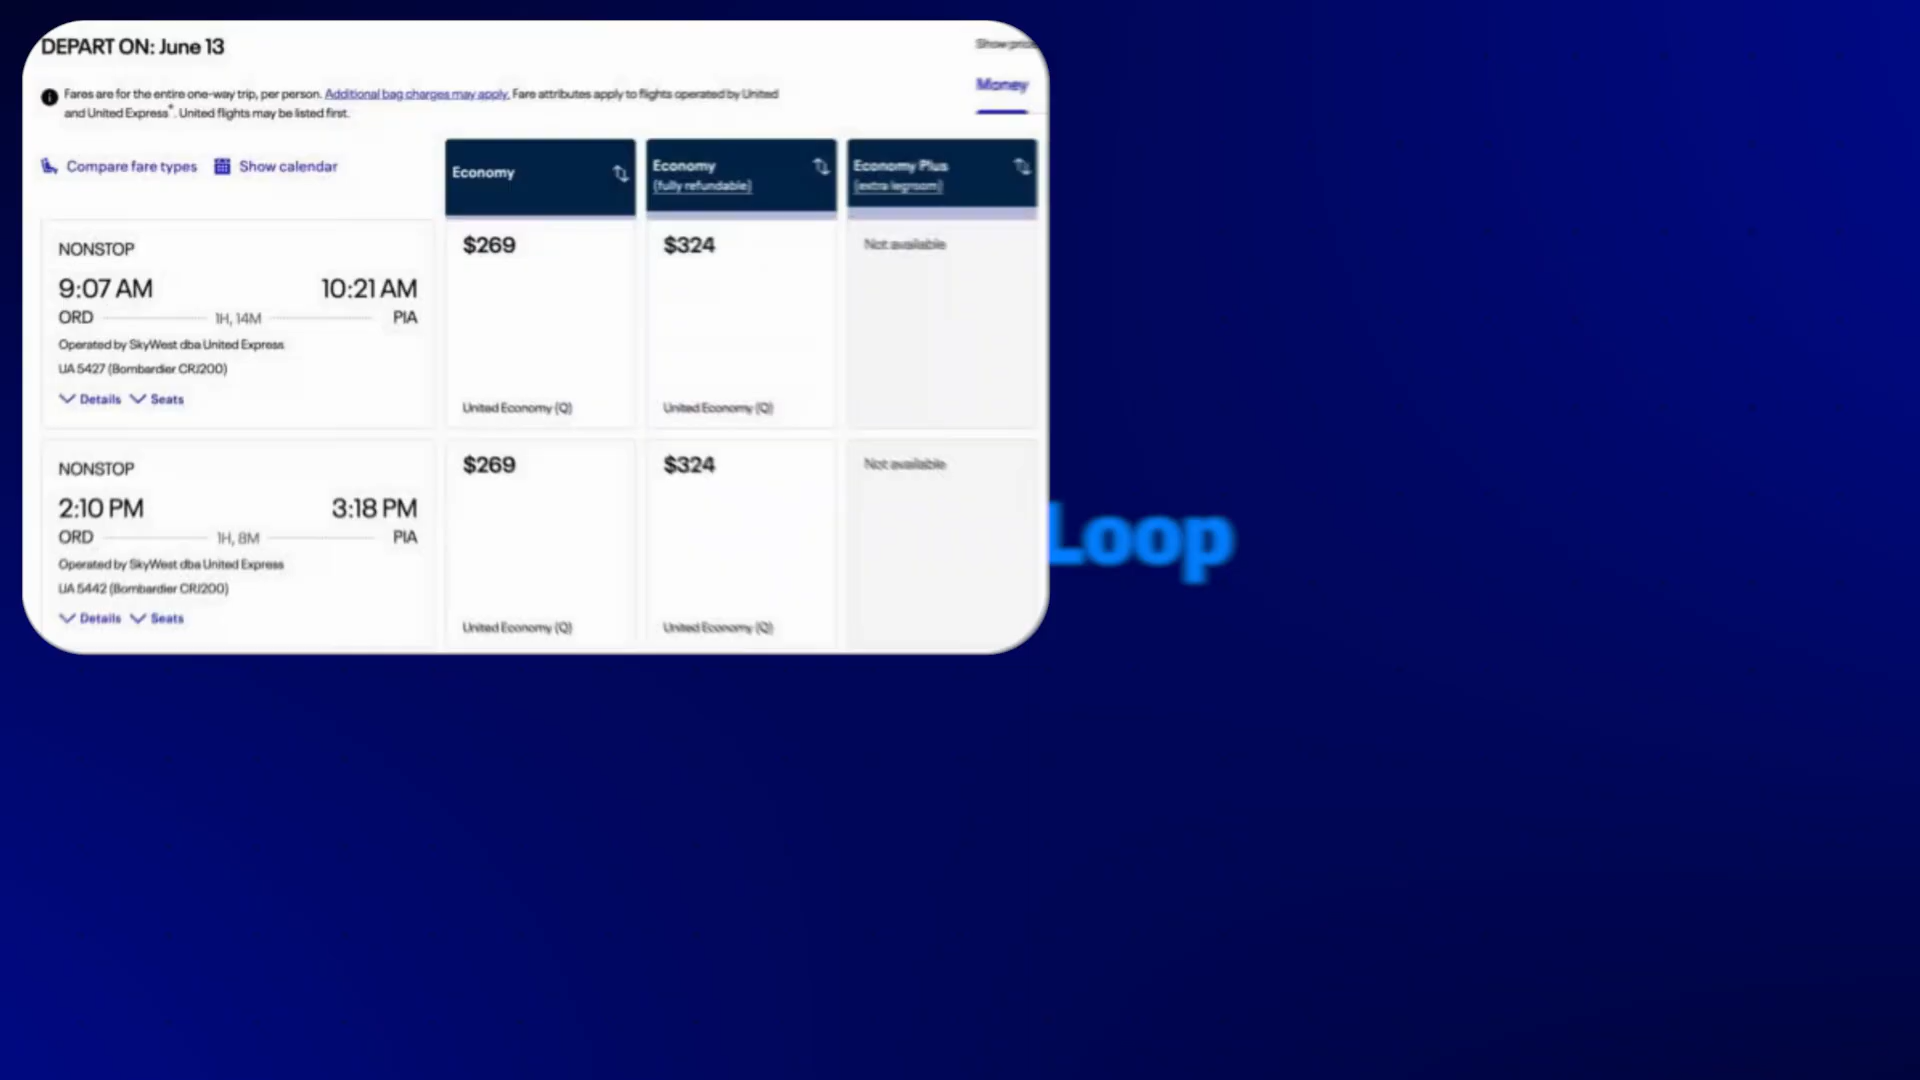 DEPART ON: June 13
Show
Money
Fares are for the entire one-way trip, per person. Additional bag charges may apply. Fare attributes apply to flights operated by United
and United Express*. United flights may be listed first.
Compare fare types
Show calendar
Economy
Economy
(fully refundable)
Economy Plus
(extra legroom)
NONSTOP
9:07 AM 10:21 AM
ORD 1H, 14M PIA
Operated by SkyWest dba United Express
UA 5427 (Bombardier CRJ200)
Details Seats
$269
United Economy (Q)
$324
United Economy (Q)
Not available
NONSTOP
2:10 PM 3:18 PM
ORD 1H, 8M PIA
Operated by SkyWest dba United Express
UA 5442 (Bombardier CRJ200)
Details Seats
$269
United Economy (Q)
$324
United Economy (Q)
Not available
Loop